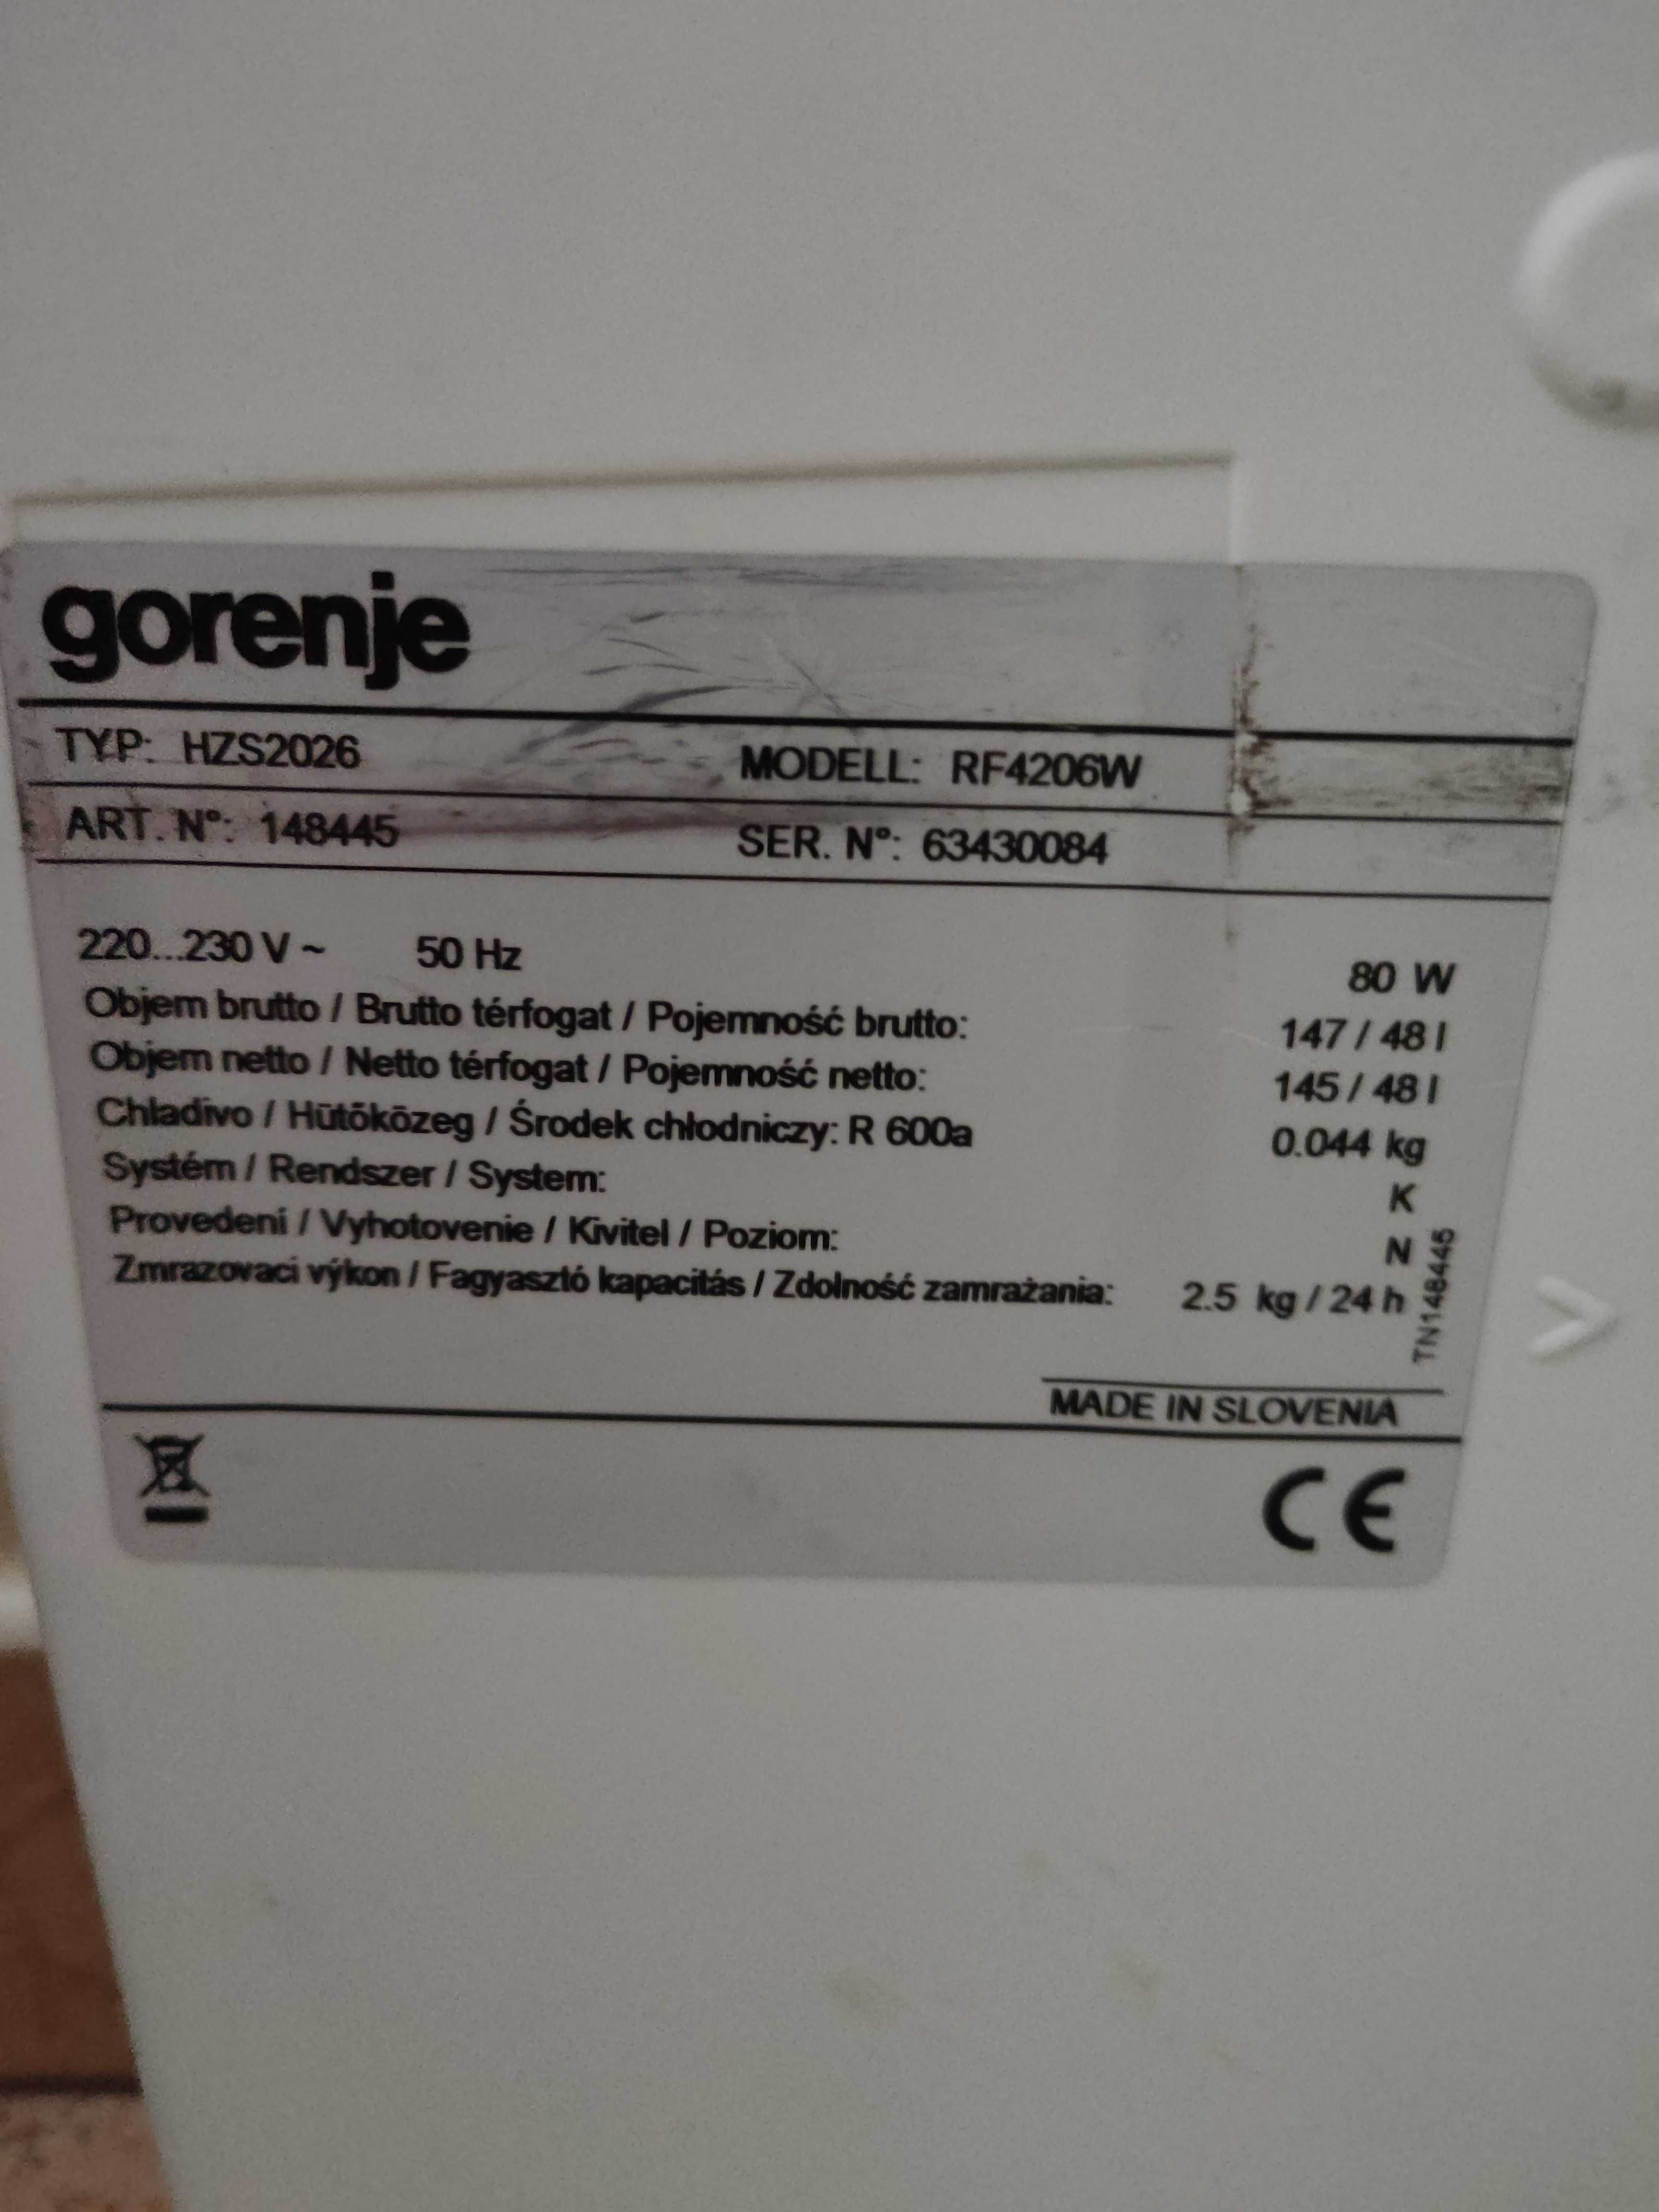 gorenje
TYP: HZS2026 MODELL: RF4206W
ART. Nº: 148445 SER. Nº: 63430084
220...230 V ~ 50 Hz 80 W
Objem brutto / Brutto térfogat / Pojemność brutto: 147 / 48 l
Objem netto / Netto térfogat / Pojemność netto: 145 / 48 l
Chladivo / Hűtőközeg / Środek chłodniczy: R 600a 0.044 kg
Systém / Rendszer / System: K
Provedení / Vyhotovenie / Kivitel / Poziom: N
Zmrazovací výkon / Fagyasztó kapacitás / Zdolność zamrażania: 2.5 kg / 24 h
TN148445
MADE IN SLOVENIA
CE